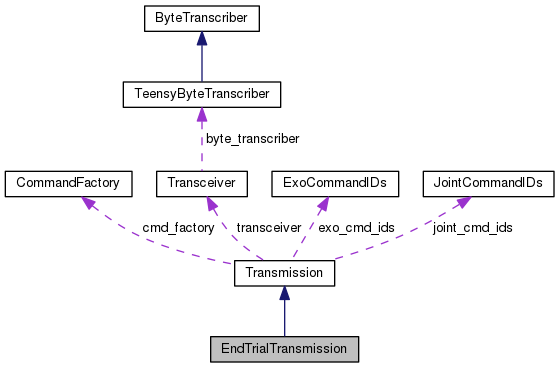 ByteTranscriber
TeensyByteTranscriber
byte_transcriber
CommandFactory
Transceiver
ExoCommandIDs
JointCommandIDs
cmd_factory
transceiver
exo_cmd_ids
joint_cmd_ids
Transmission
EndTrialTransmission